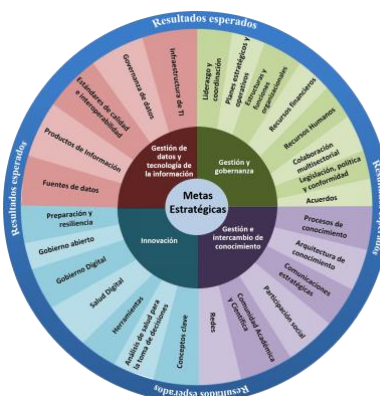 Resultados esperados
Infraestructura de TI
Governanza de datos
Estándares de calidad
e interoperabilidad
Productos de información
Fuentes de datos
Liderazgo y
coordinación
Planes estratégicos y
operativos
Estructuras y
funciones
organizacionales
Recursos financieros
Recursos Humanos
Colaboración
multisectorial
Legislación, política
y conformidad
Acuerdos
Gestión de
datos y
tecnología de
la información
Gestión y
gobernanza
Metas
Estratégicas
Innovación
Gestión e
intercambio de
conocimiento
Preparación y
resiliencia
Gobierno abierto
Gobierno Digital
Salud Digital
Herramientas
Análisis de salud para
la toma de decisiones
Conceptos clave
Procesos de
conocimiento
Arquitectura de
conocimiento
Comunicaciones
estratégicas
Participación social
Comunidad Académica
y Científica
Redes
Resultados esperados
Resultados esperados
Resultados esperados